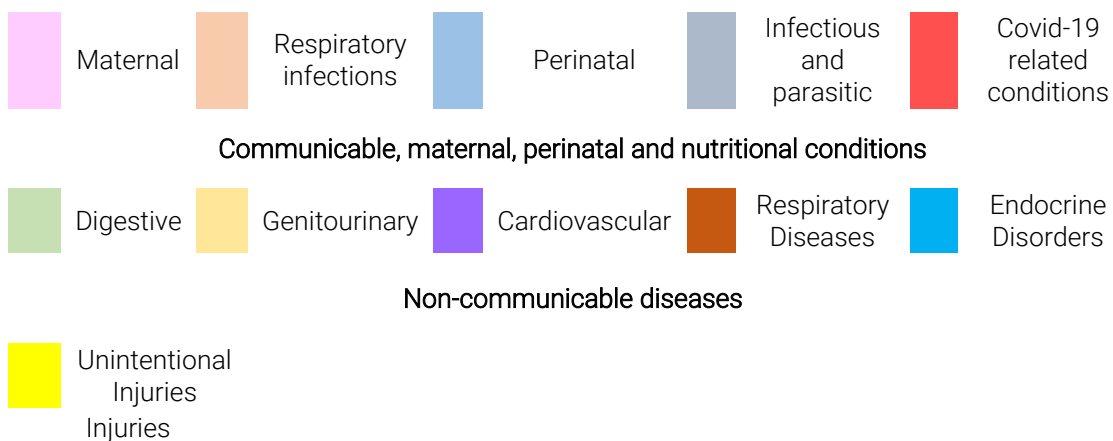 Maternal
Respiratory
infections
Perinatal
Infectious
and
parasitic
Covid-19
related
conditions
Communicable, maternal, perinatal and nutritional conditions
Digestive
Genitourinary
Cardiovascular
Respiratory
Diseases
Endocrine
Disorders
Non-communicable diseases
Unintentional
Injuries
Injuries